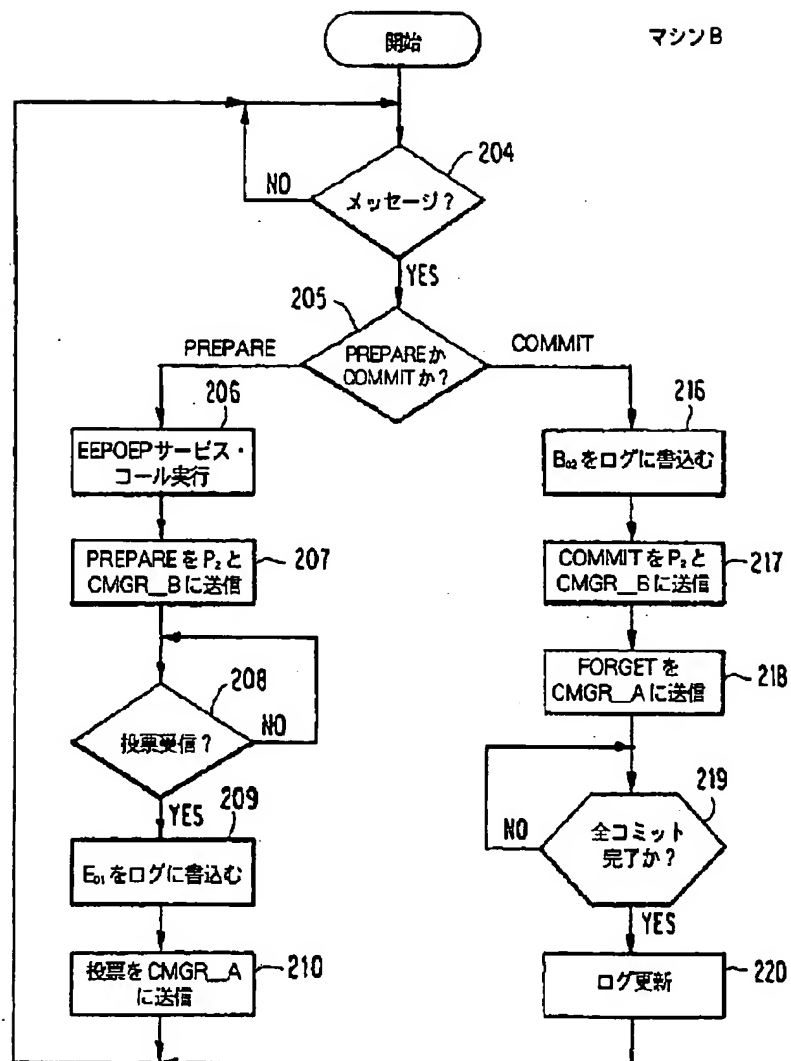 開始
マシンB
204
メッセージ?
NO
YES
205
PREPAREか
COMMITか?
PREPARE
COMMIT
206
EEPOEPサービス・
コール実行
216
B₀₂をログに書込む
PREPAREをP₂と
CMGR__Bに送信
207
COMMITをP₂と
CMGR__Bに送信
217
FORGETを
CMGR__Aに送信
218
208
投票受信?
NO
YES
209
E₀₁をログに書込む
219
全コミット
完了か?
NO
YES
投票をCMGR__A
に送信
210
ログ更新
220